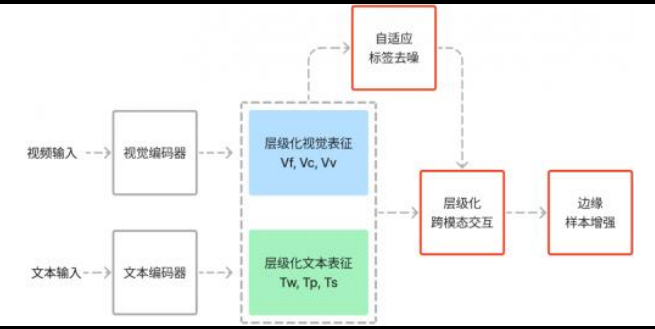 自适应
标签去噪
视频输入
视觉编码器
层级化视觉表征
Vf, Vc, Vv
层级化
跨模态交互
边缘
样本增强
文本输入
文本编码器
层级化文本表征
Tw, Tp, Ts